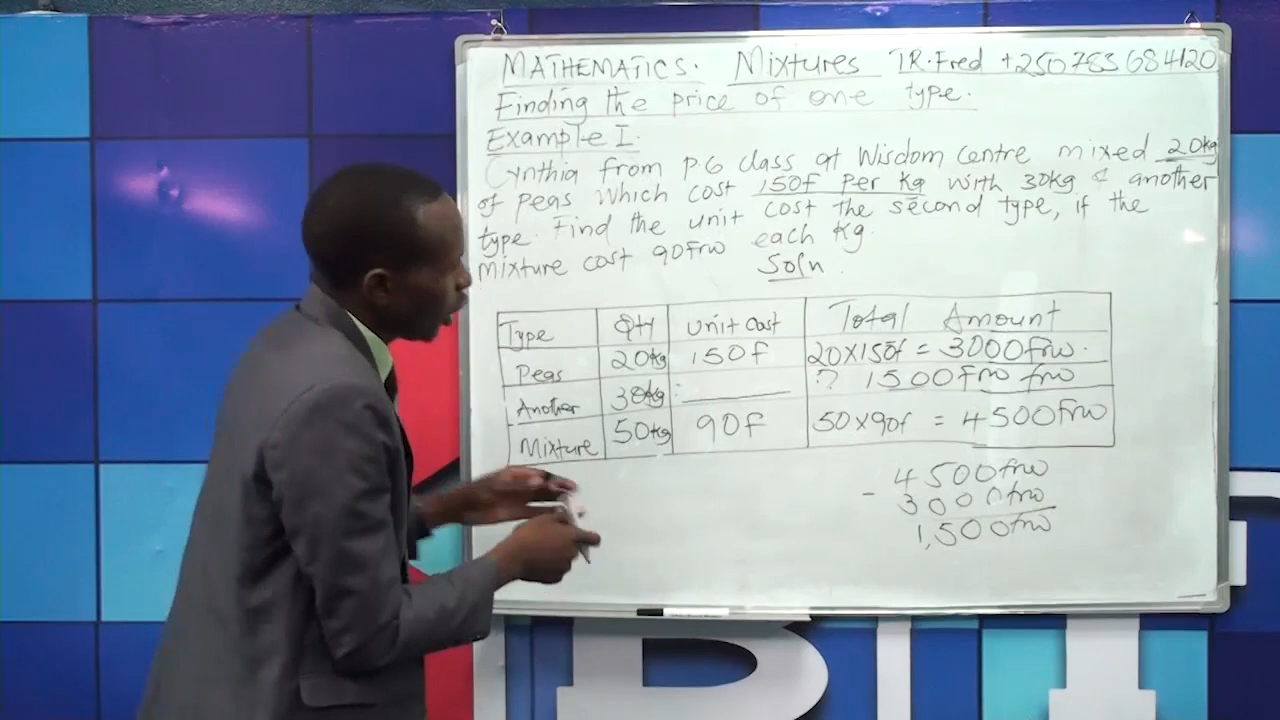 MATHEMATICS. Mixtures TR.Fred +250783684120
Finding the price of one type.
Example I.
Cynthia from P6 class at Wisdom Centre mixed 20kg
of peas which cost 150f per kg with 30kg & another
type. Find the unit cost the second type, if the
mixture cost 90Frw each kg.
Soln.
Type Qty Unit Cost Total Amount
Peas 20kg 150f 20x150f = 3000frw.
Another 30kg : ? 1500Frw frw
Mixture 50kg 90f 50x90f = 4500Frw
4500frw
- 3000frw
1,500frw